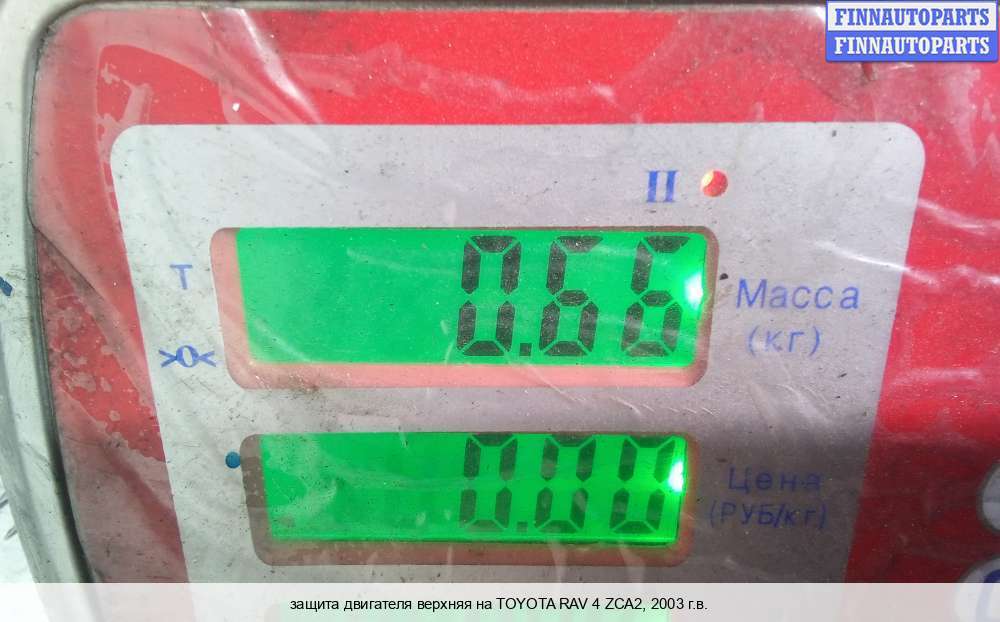 FINNAUTOPARTS
FINNAUTOPARTS
II
T
0.66
Масса
(кг)
>0<
0.00
Цена
(РУБ/кг)
защита двигателя верхняя на TOYOTA RAV 4 ZCA2, 2003 г.в.